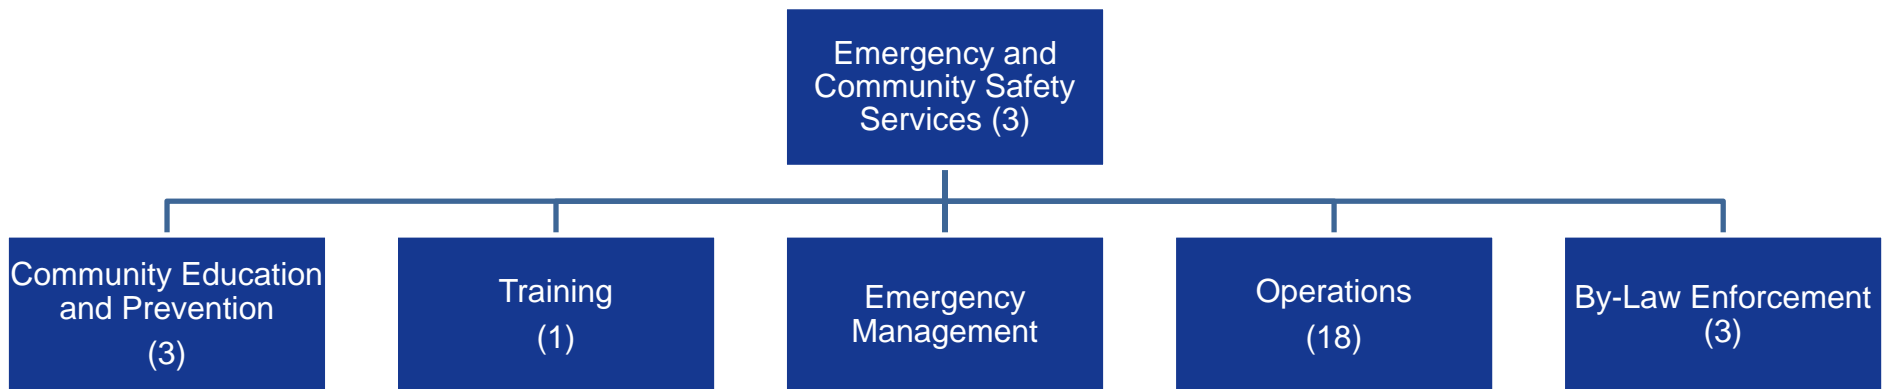 Emergency and
Community Safety
Services (3)
Community Education
and Prevention
(3)
Training
(1)
Emergency
Management
Operations
(18)
By-Law Enforcement
(3)